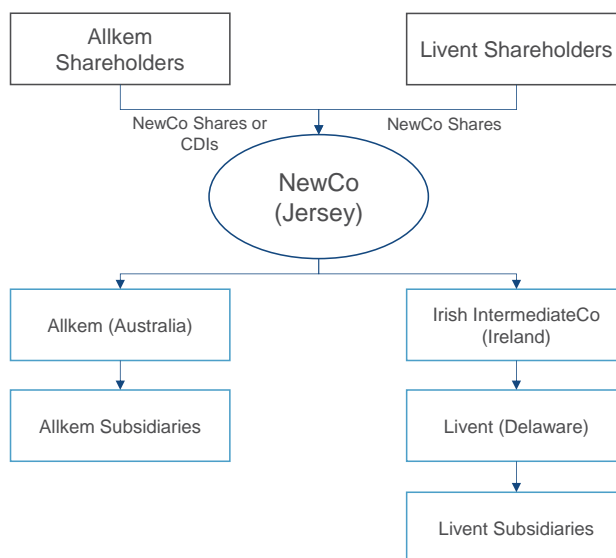 Allkem
Shareholders
Livent Shareholders
NewCo Shares or
CDIs
NewCo Shares
NewCo
(Jersey)
Allkem (Australia)
Irish IntermediateCo
(Ireland)
Allkem Subsidiaries
Livent (Delaware)
Livent Subsidiaries